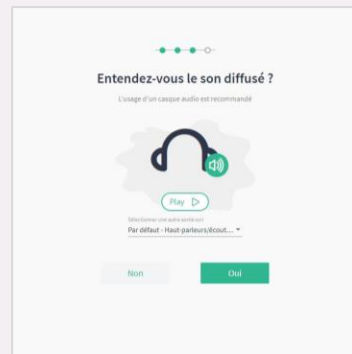 Entendez-vous le son diffusé ?
L'usage d'un casque audio est recommandé
Play
Sélectionner une autre sortie son
Par défaut - Haut-parleurs/écout...
Non
Oui